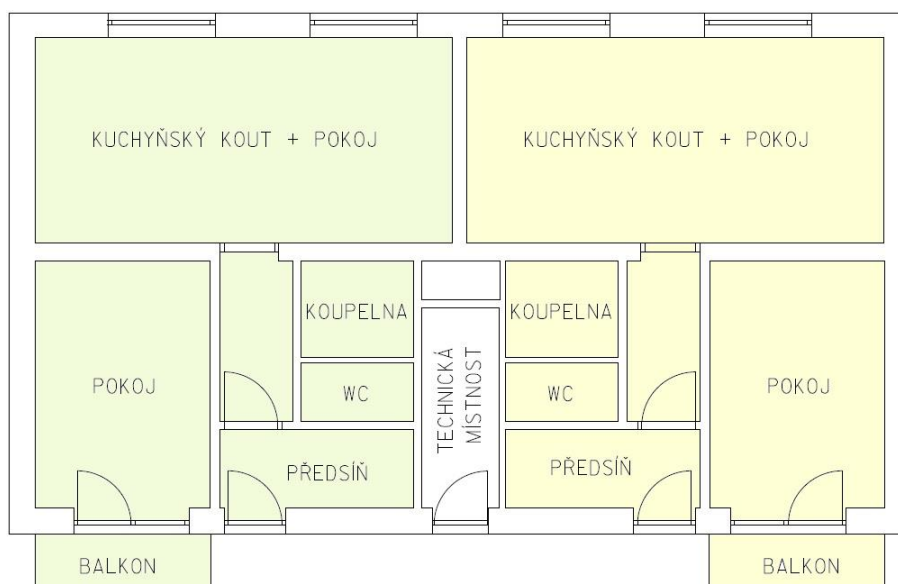 KUCHYŇSKÝ KOUT + POKOJ
KUCHYŇSKÝ KOUT + POKOJ
KOUPELNA
KOUPELNA
POKOJ
WC
TECHNICKÁ
MÍSTNOST
WC
POKOJ
PŘEDSÍŇ
PŘEDSÍŇ
BALKON
BALKON